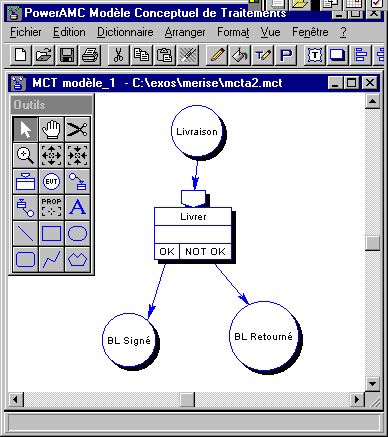 PowerAMC Modèle Conceptuel de Traitements
Fichier Edition Dictionnaire Arranger Format Vue Fenêtre ?
MCT modèle_1 - C:\exos\merise\mcta2.mct
Outils
EVT
PROP
A
P
T
Livraison
Livrer
OK NOT OK
BL Signé
BL Retourné